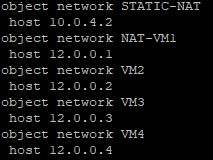 object network STATIC-NAT
host 10.0.4.2
object network NAT-VM1
host 12.0.0.1
object network VM2
host 12.0.0.2
object network VM3
host 12.0.0.3
object network VM4
host 12.0.0.4